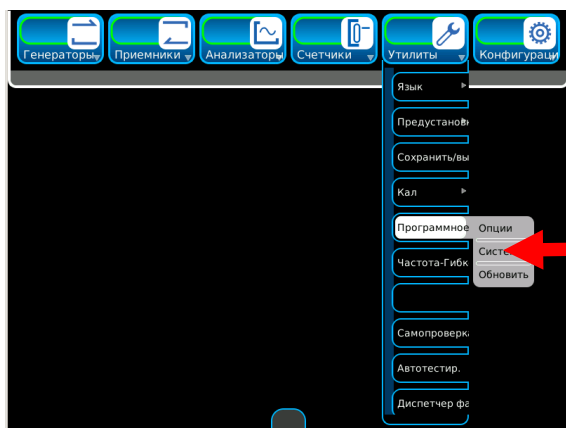 Генераторы
Приемники
Анализаторы
Счетчики
Утилиты
Конфигураци
Язык
Предустанов
Сохранить/вы
Кал
Программное
Опции
Сист
Обновить
Частота-Гибк
Самопроверк
Автотестир.
Диспетчер фа